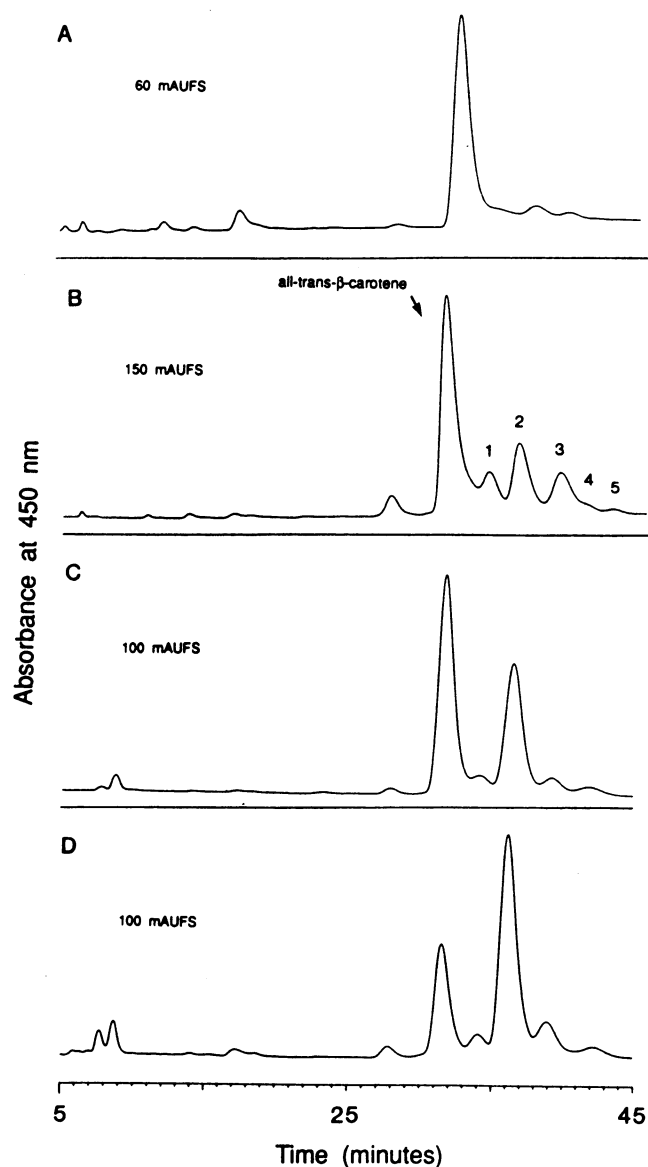 A
60 mAUFS
all-trans-β-carotene
B
150 mAUFS
1
2
3
4
5
C
100 mAUFS
D
100 mAUFS
Absorbance at 450 nm
5
25
45
Time (minutes)